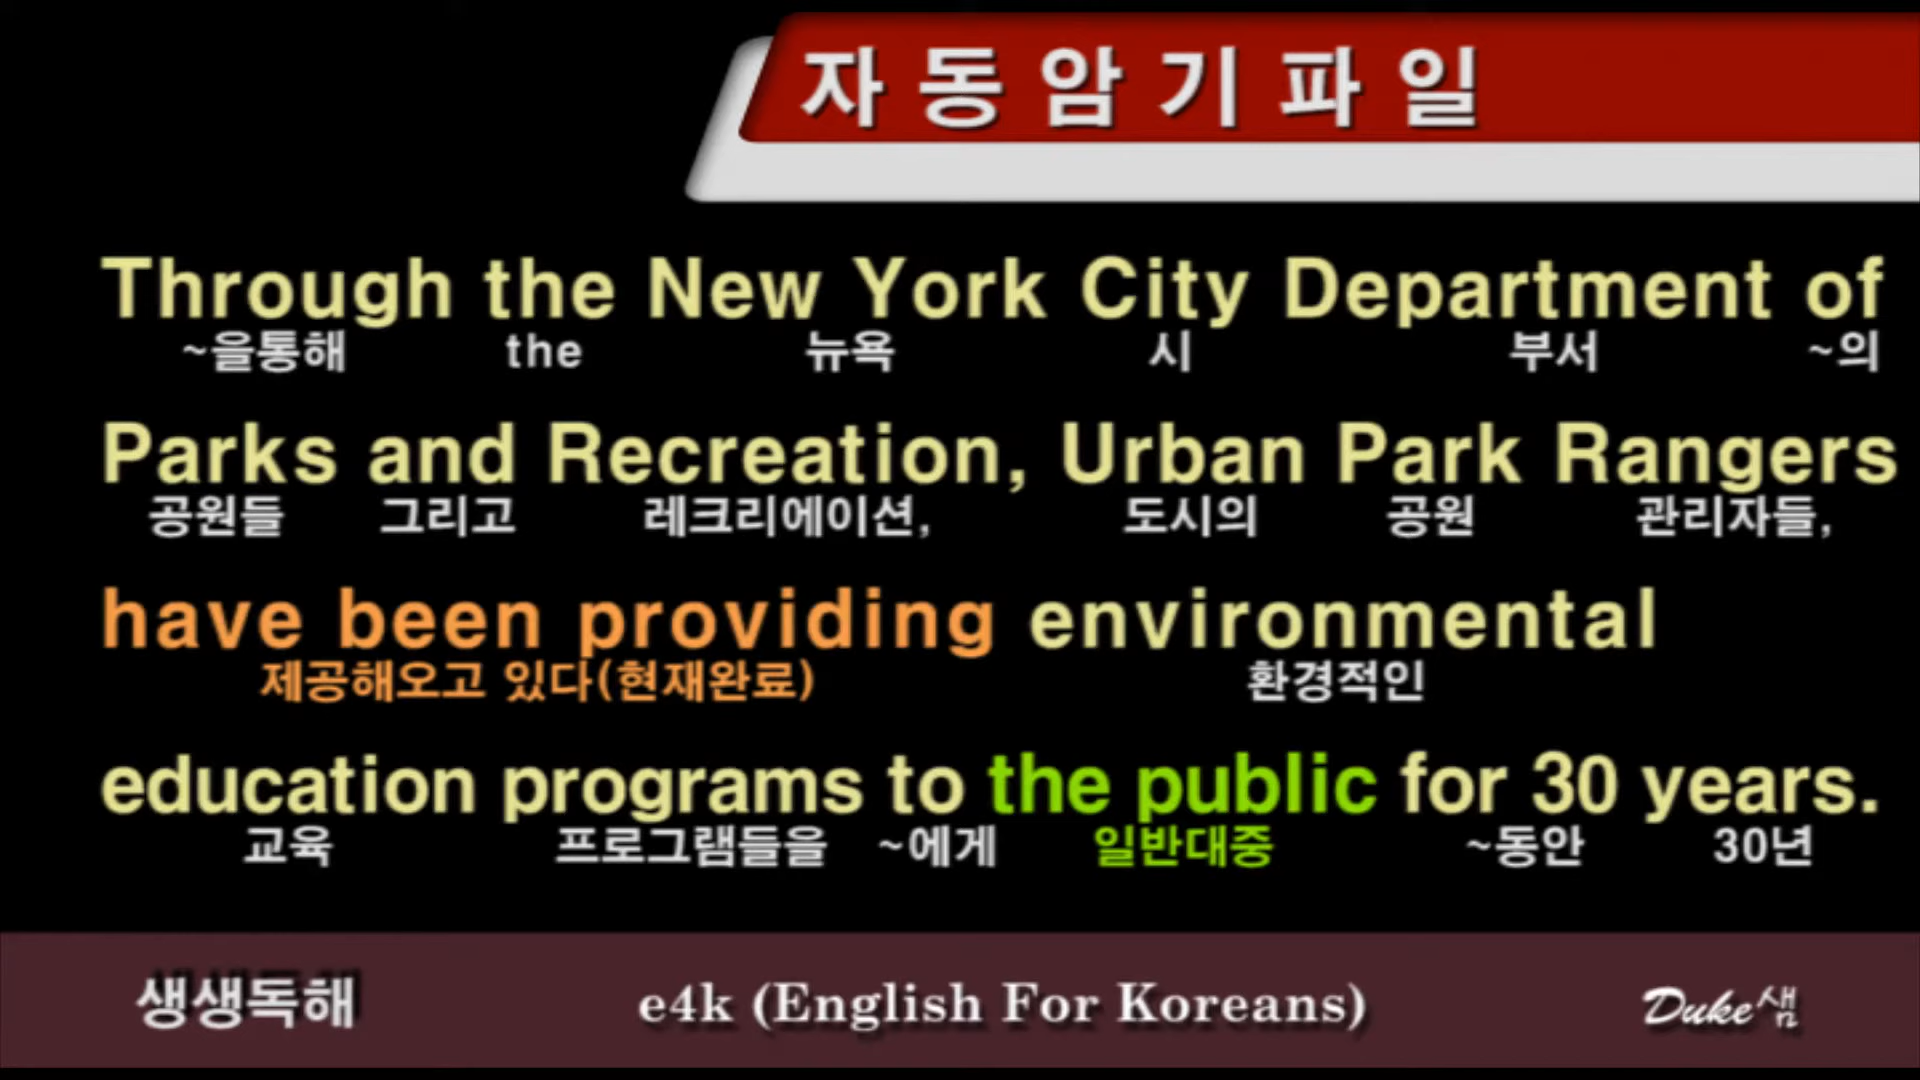 자동암기파일
Through the New York City Department of
~을통해 the 뉴욕 시 부서 ~의
Parks and Recreation, Urban Park Rangers
공원들 그리고 레크리에이션, 도시의 공원 관리자들,
have been providing environmental
제공해오고 있다(현재완료) 환경적인
education programs to the public for 30 years.
교육 프로그램들을 ~에게 일반대중 ~동안 30년
생생독해 e4k (English For Koreans) Duke샘